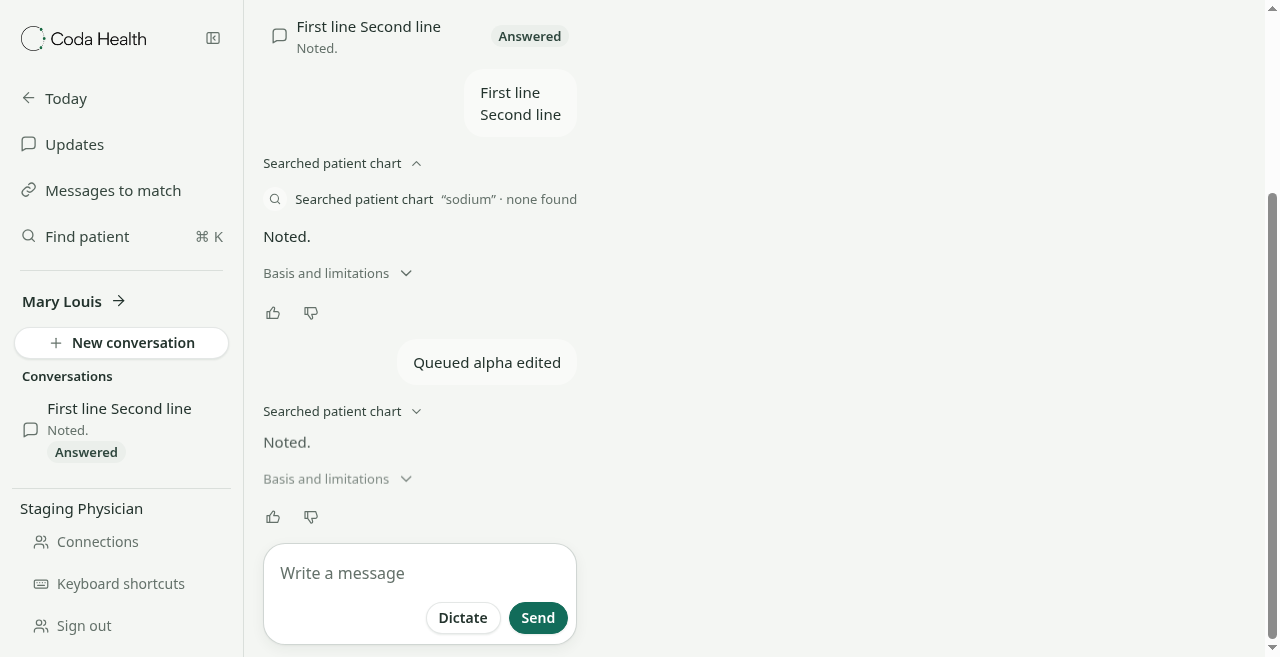 Coda Health
Today
Updates
Messages to match
Find patient ⌘ K
Mary Louis
New conversation
Conversations
First line Second line
Noted.
Answered
Staging Physician
Connections
Keyboard shortcuts
Sign out
First line Second line
Noted.
Answered
First line
Second line
Searched patient chart
Searched patient chart “sodium” · none found
Noted.
Basis and limitations
Queued alpha edited
Searched patient chart
Noted.
Basis and limitations
Write a message
Dictate Send